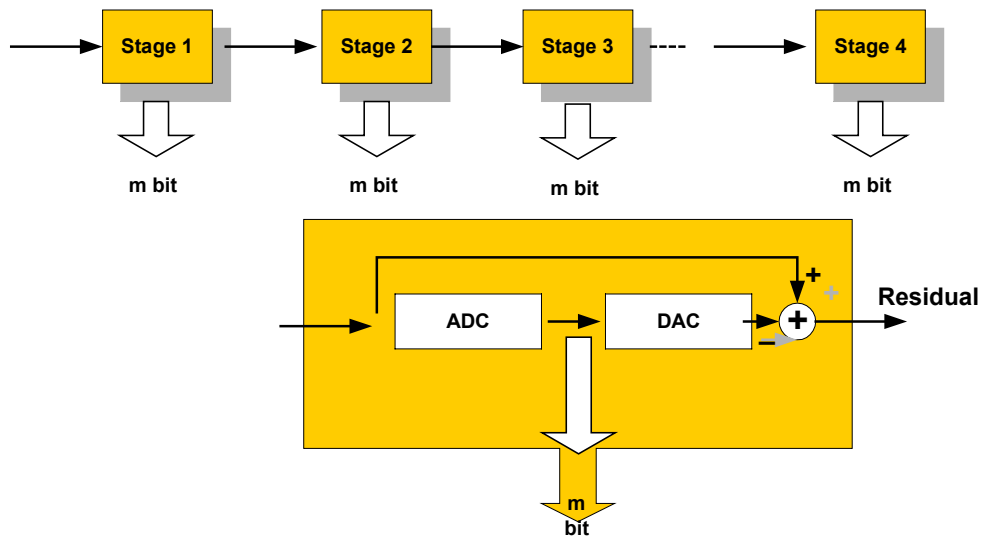 Stage 1
Stage 2
Stage 3
Stage 4
m bit
m bit
m bit
m bit
+
+
Residual
ADC
DAC
+
–
m
bit